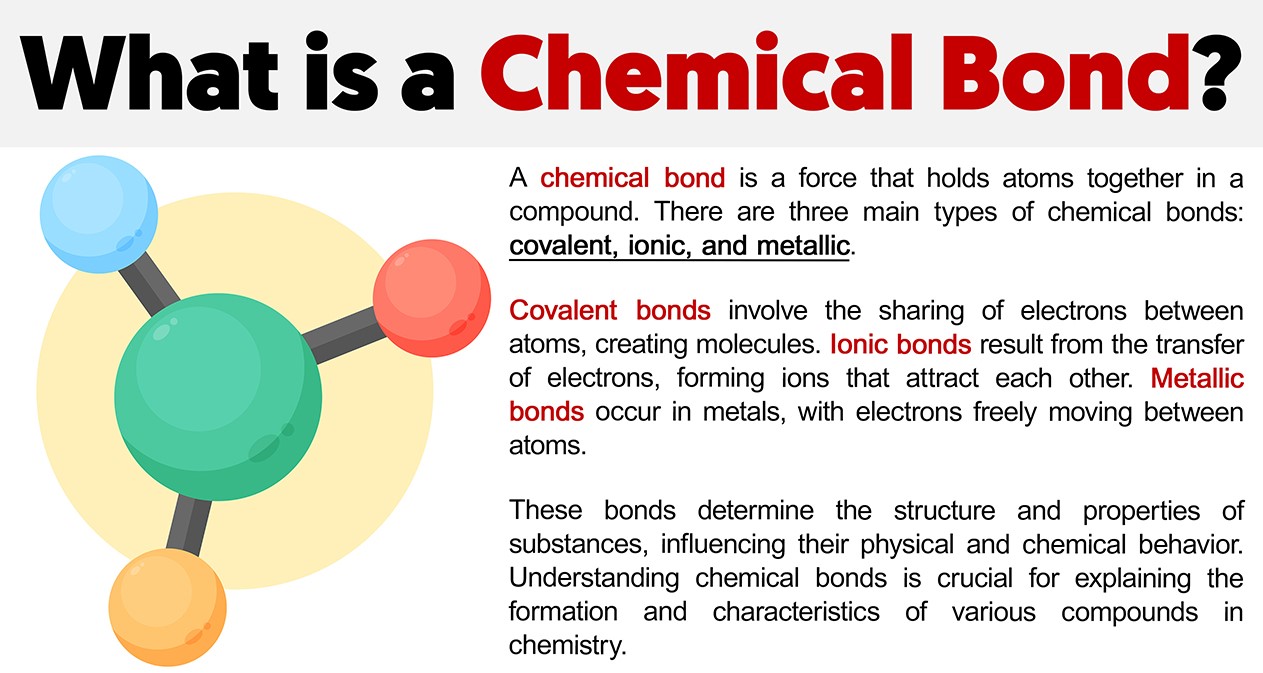 What is a Chemical Bond?
A chemical bond is a force that holds atoms together in a
compound. There are three main types of chemical bonds:
covalent, ionic, and metallic.
Covalent bonds involve the sharing of electrons between
atoms, creating molecules. Ionic bonds result from the transfer
of electrons, forming ions that attract each other. Metallic
bonds occur in metals, with electrons freely moving between
atoms.
These bonds determine the structure and properties of
substances, influencing their physical and chemical behavior.
Understanding chemical bonds is crucial for explaining the
formation and characteristics of various compounds in
chemistry.